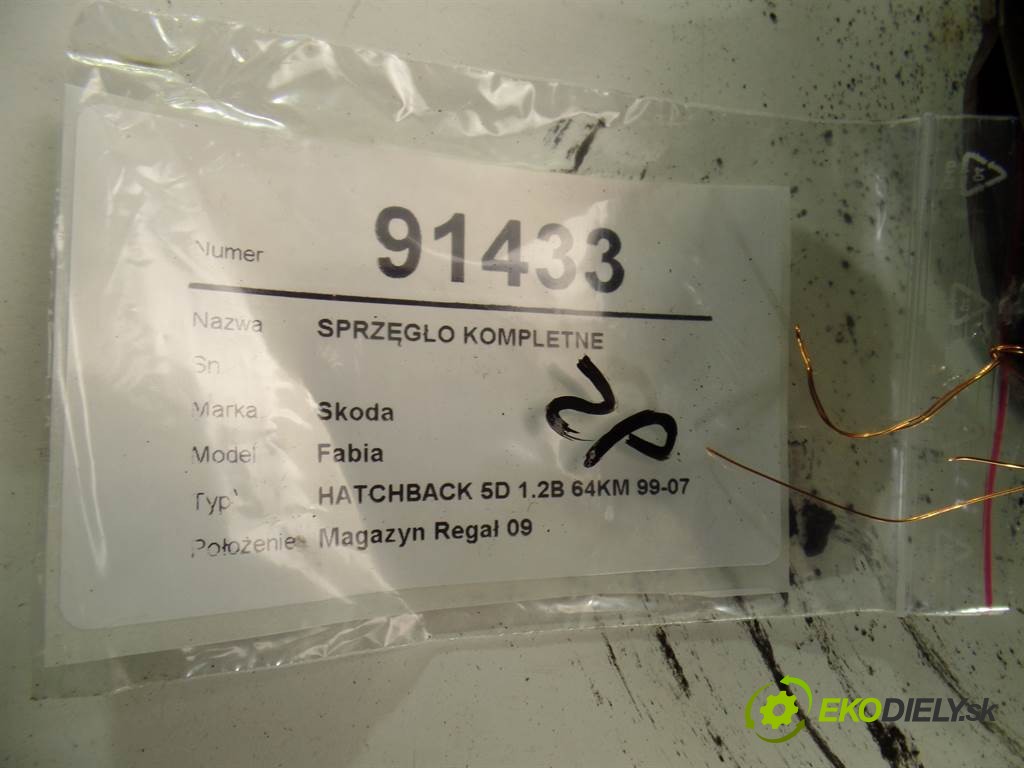 Numer 91433
Nazwa SPRZĘGLO KOMPLETNE
Sn
Marka Skoda
Model Fabia
Typ HATCHBACK 5D 1.2B 64KM 99-07
Położenie Magazyn Regał 09
EKODIELY.sk